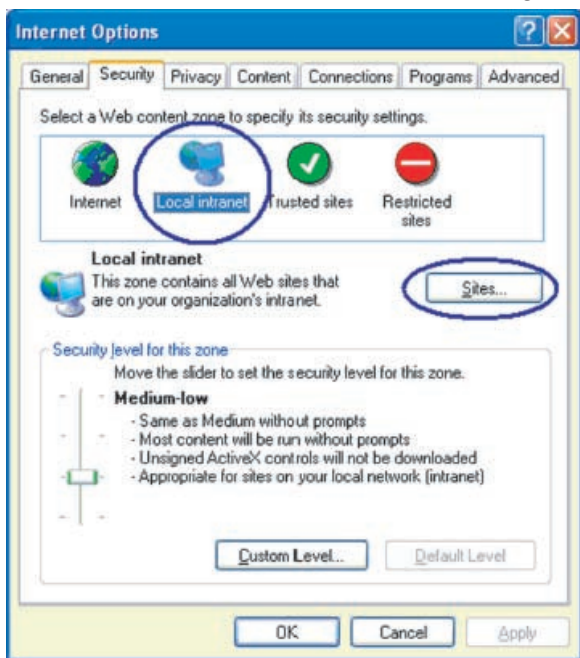 Internet Options
General Security Privacy Content Connections Programs Advanced
Select a Web content zone to specify its security settings.
Internet Local intranet Trusted sites Restricted sites
Local intranet
This zone contains all Web sites that
are on your organization's intranet.
Sites...
Security level for this zone
Move the slider to set the security level for this zone.
Medium-low
- Same as Medium without prompts
- Most content will be run without prompts
- Unsigned ActiveX controls will not be downloaded
- Appropriate for sites on your local network (intranet)
Custom Level... Default Level
OK Cancel Apply